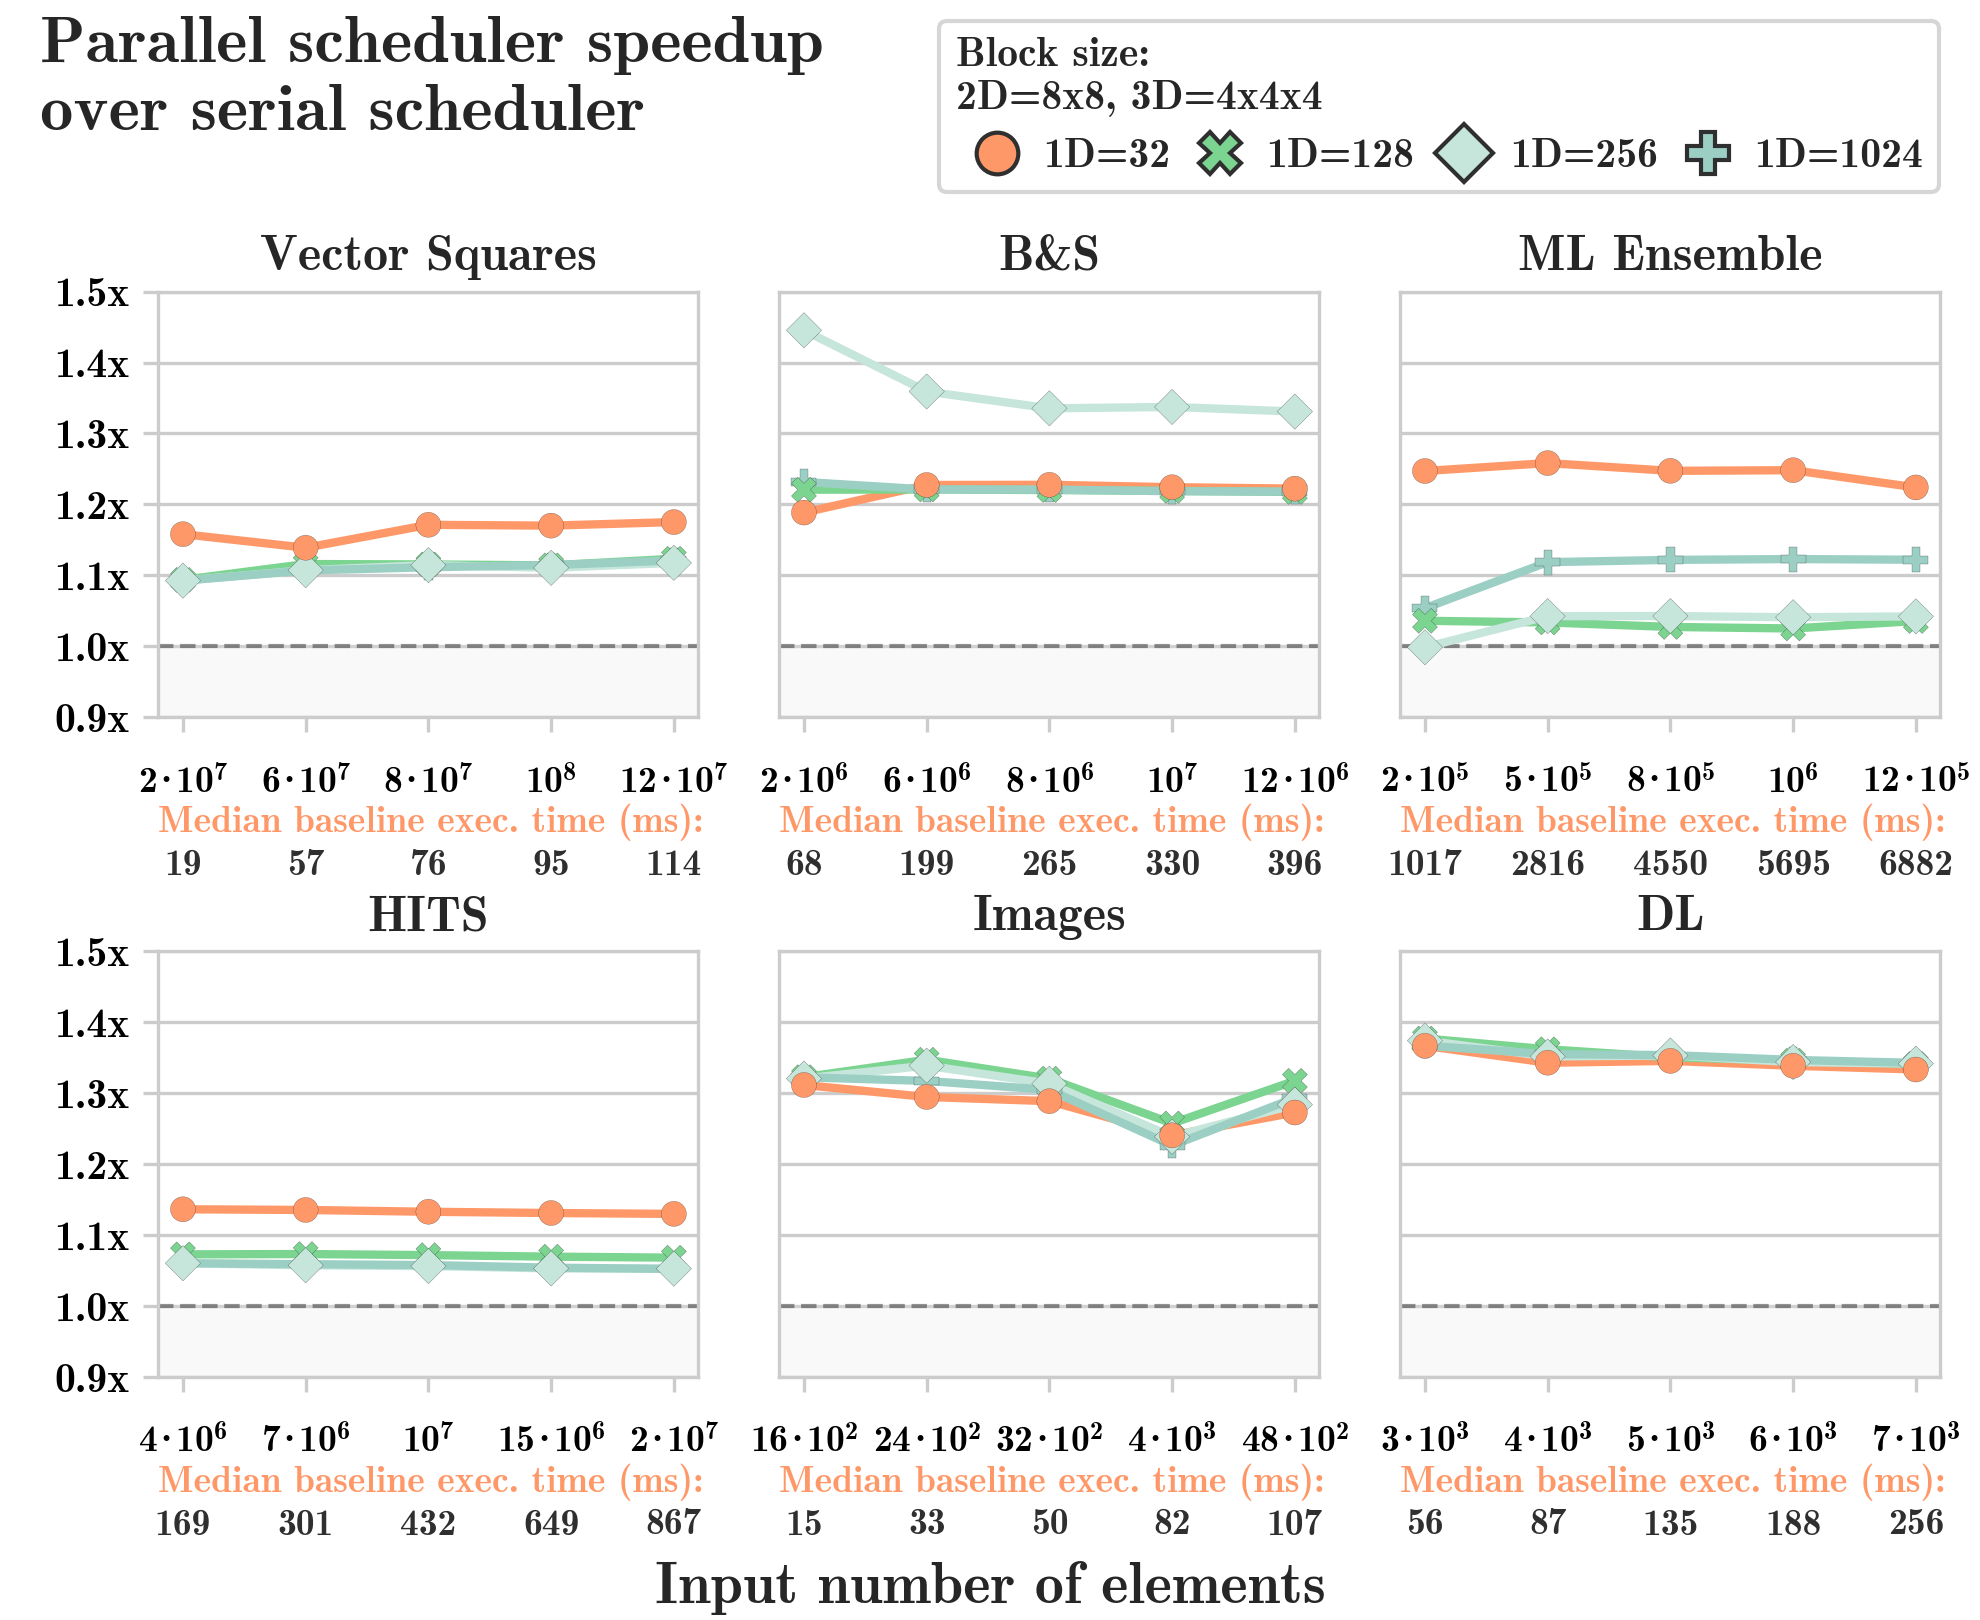 Parallel scheduler speedup
over serial scheduler
Block size:
2D=8x8, 3D=4x4x4
1D=32 1D=128 1D=256 1D=1024
Vector Squares B&S ML Ensemble
1.5x
1.4x
1.3x
1.2x
1.1x
1.0x
0.9x
2·10⁷ 6·10⁷ 8·10⁷ 10⁸ 12·10⁷ 2·10⁶ 6·10⁶ 8·10⁶ 10⁷ 12·10⁶ 2·10⁵ 5·10⁵ 8·10⁵ 10⁶ 12·10⁵
Median baseline exec. time (ms): Median baseline exec. time (ms): Median baseline exec. time (ms):
19 57 76 95 114 68 199 265 330 396 1017 2816 4550 5695 6882
HITS Images DL
1.5x
1.4x
1.3x
1.2x
1.1x
1.0x
0.9x
4·10⁶ 7·10⁶ 10⁷ 15·10⁶ 2·10⁷ 16·10² 24·10² 32·10² 4·10³ 48·10² 3·10³ 4·10³ 5·10³ 6·10³ 7·10³
Median baseline exec. time (ms): Median baseline exec. time (ms): Median baseline exec. time (ms):
169 301 432 649 867 15 33 50 82 107 56 87 135 188 256
Input number of elements